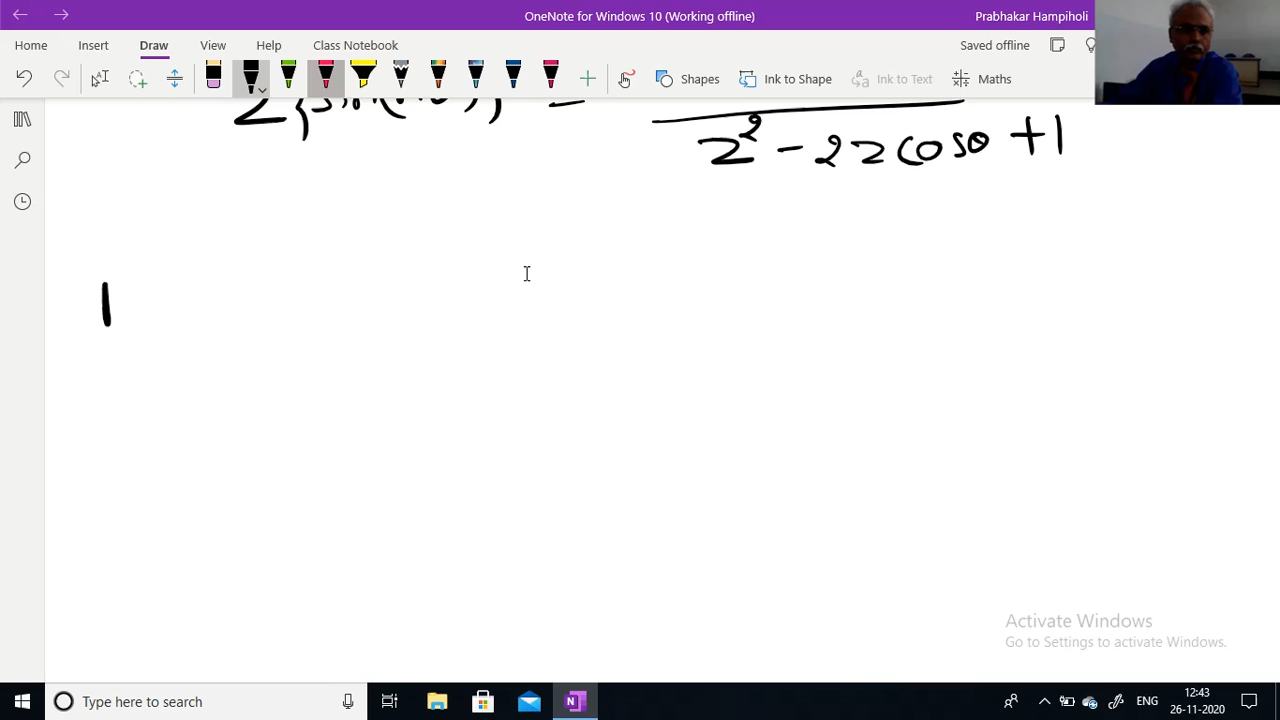 OneNote for Windows 10 (Working offline)
Prabhakar Hampiholi
Home Insert Draw View Help Class Notebook Saved offline
Shapes Ink to Shape Ink to Text Maths
z² - 2z cosθ + 1
Activate Windows
Go to Settings to activate Windows.
Type here to search
N
ENG
12:43
26-11-2020